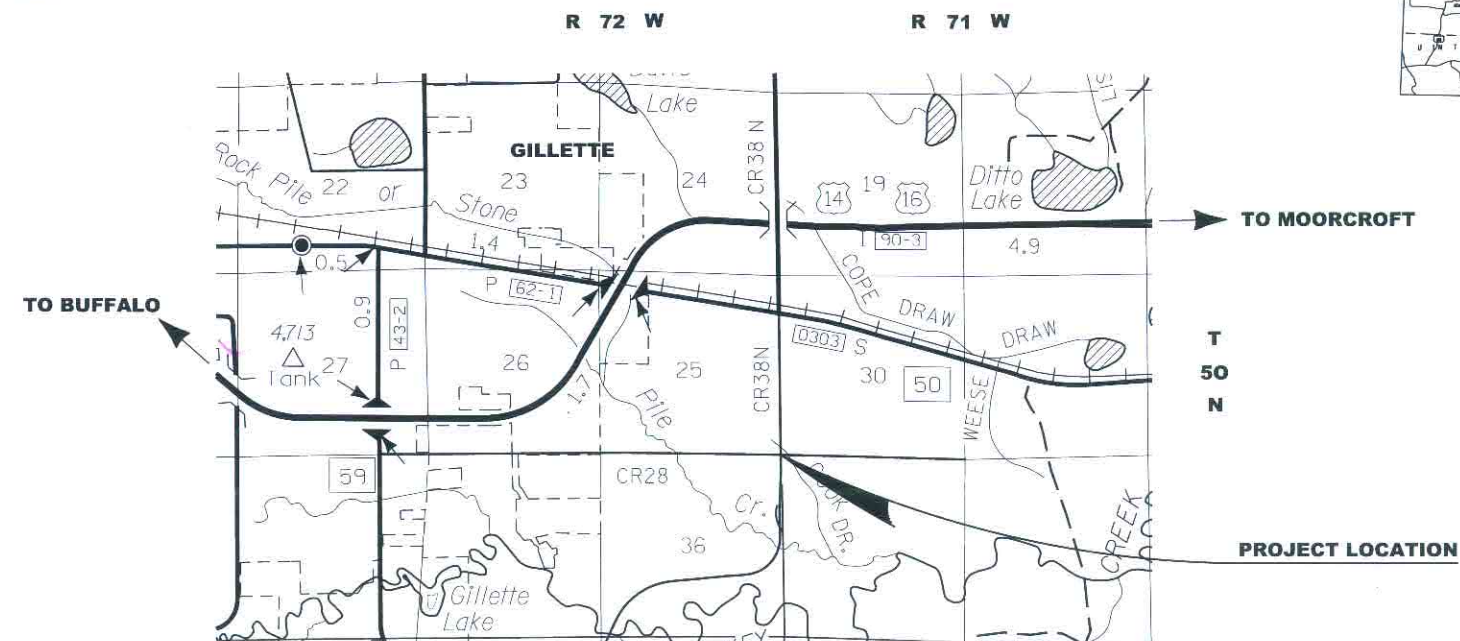 R 72 W
R 71 W
Lake
GILLETTE
CR38 N
Rock Pile or Stone
22
23
24
14
19
16
Ditto
Lake
TO MOORCROFT
1.4
90-3
4.9
0.5
COPE DRAW
P 62-1
TO BUFFALO
0.9
P 43-2
4.713
Tank
27
26
25
0303 S
30
50
DRAW
WEESE
T
50
N
1.7
Pile
CR38N
59
CR28
Cr.
DR.
36
CREEK
PROJECT LOCATION
Gillette
Lake